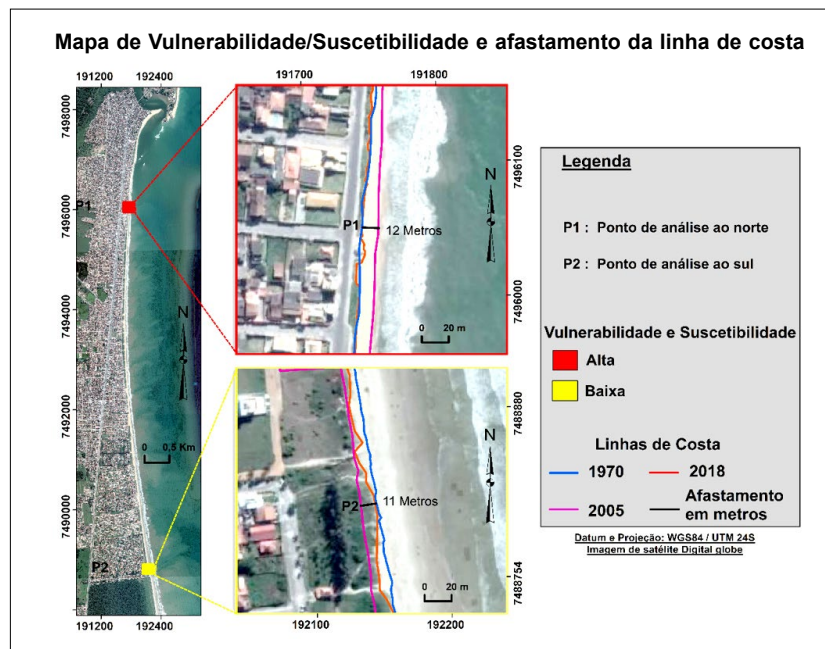 Mapa de Vulnerabilidade/Suscetibilidade e afastamento da linha de costa
191200 192400
7498000
7496000
7494000
7492000
7490000
P1
P2
N
0 0,5 Km
191200 192400
191700 191800
P1 12 Metros
N
0 20 m
7496100
7496000
P2 11 Metros
N
0 20 m
7488880
7488754
192100 192200
Legenda
P1 : Ponto de análise ao norte
P2 : Ponto de análise ao sul
Vulnerabilidade e Suscetibilidade
Alta
Baixa
Linhas de Costa
1970 2018
2005 Afastamento
em metros
Datum e Projeção: WGS84 / UTM 24S
Imagem de satélite Digital globe